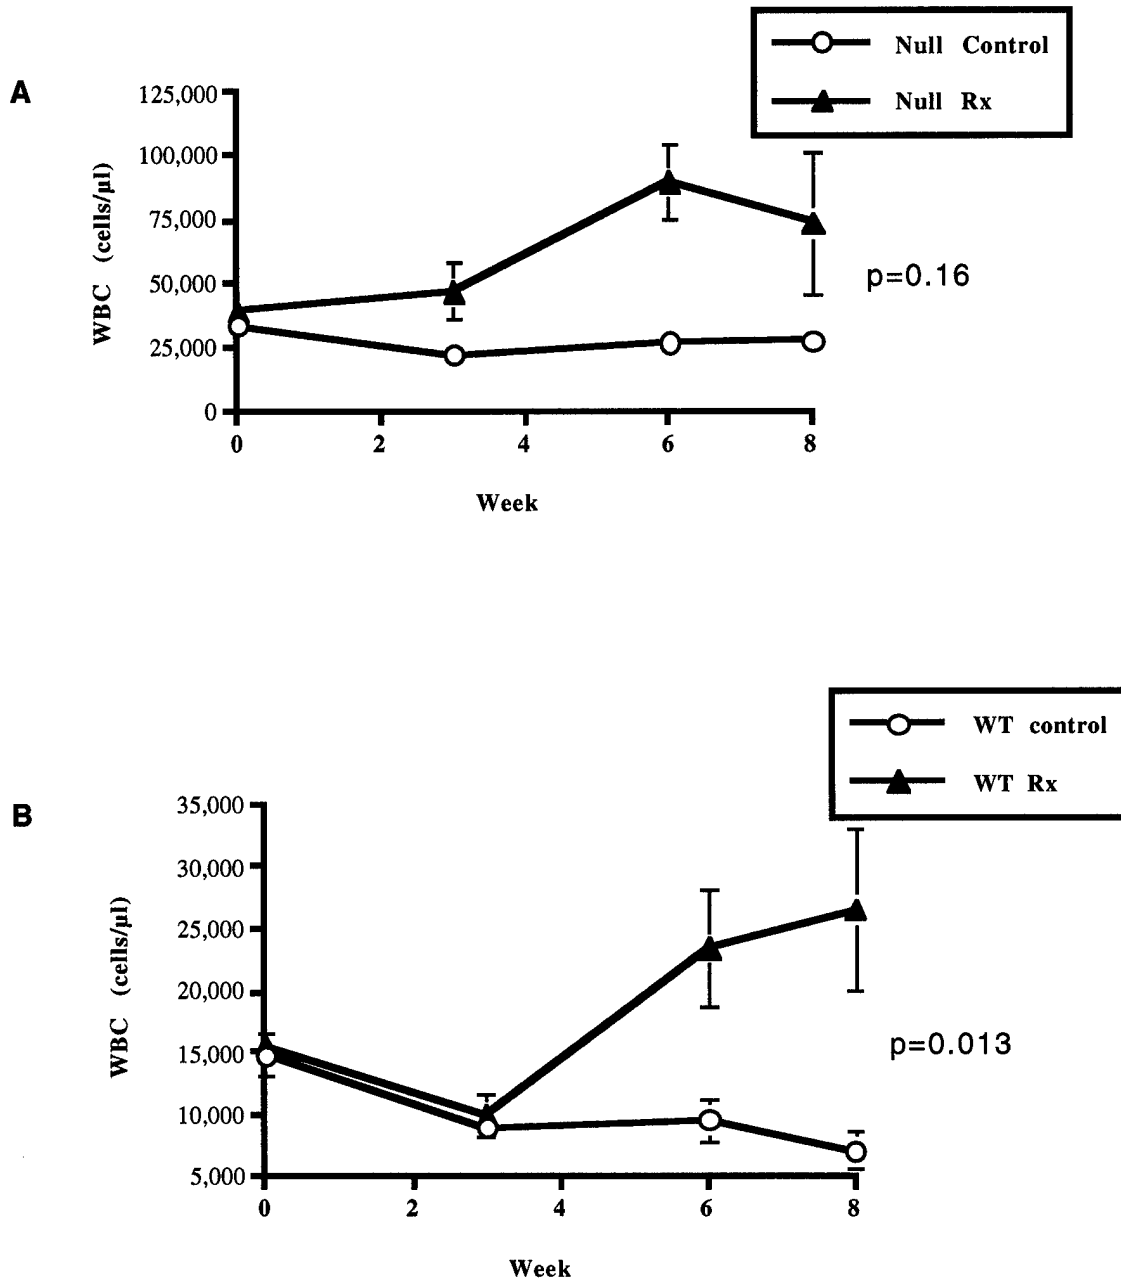 A
Null Control
Null Rx
125,000
100,000
75,000
50,000
25,000
0
WBC (cells/µl)
p=0.16
0 2 4 6 8
Week
B
WT control
WT Rx
35,000
30,000
25,000
20,000
15,000
10,000
5,000
WBC (cells/µl)
p=0.013
0 2 4 6 8
Week